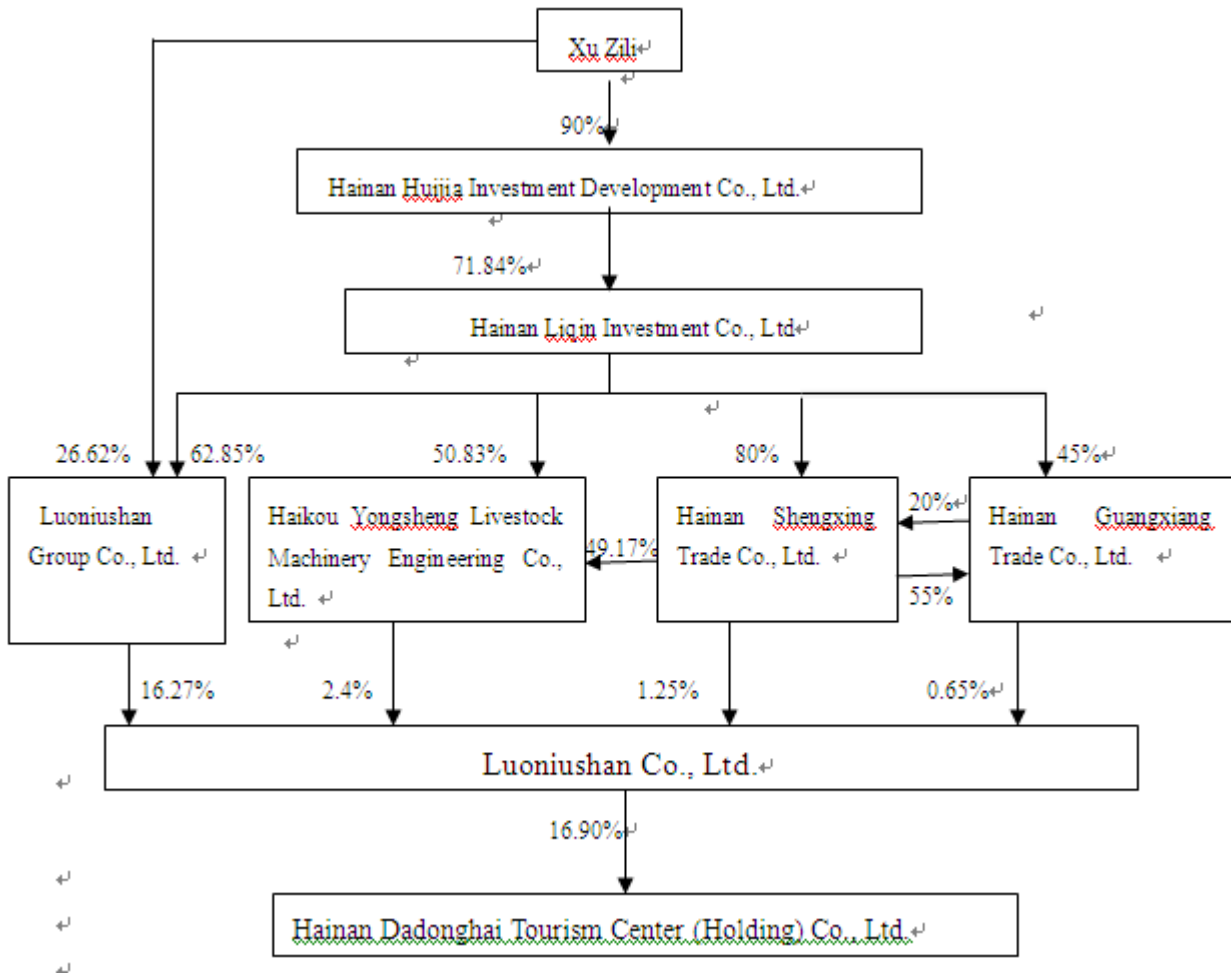 Xu Zili
90%
Hainan Huijia Investment Development Co., Ltd.
71.84%
Hainan Liqin Investment Co., Ltd
26.62%
62.85%
50.83%
80%
45%
Luoniushan
Group Co., Ltd.
Haikou Yongsheng Livestock
Machinery Engineering Co.,
Ltd.
49.17%
Hainan Shengxing
Trade Co., Ltd.
20%
55%
Hainan Guangxiang
Trade Co., Ltd.
16.27%
2.4%
1.25%
0.65%
Luoniushan Co., Ltd.
16.90%
Hainan Dadonghai Tourism Center (Holding) Co., Ltd.